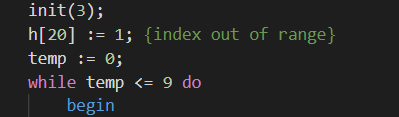 init(3);
h[20] := 1; {index out of range}
temp := 0;
while temp <= 9 do
begin